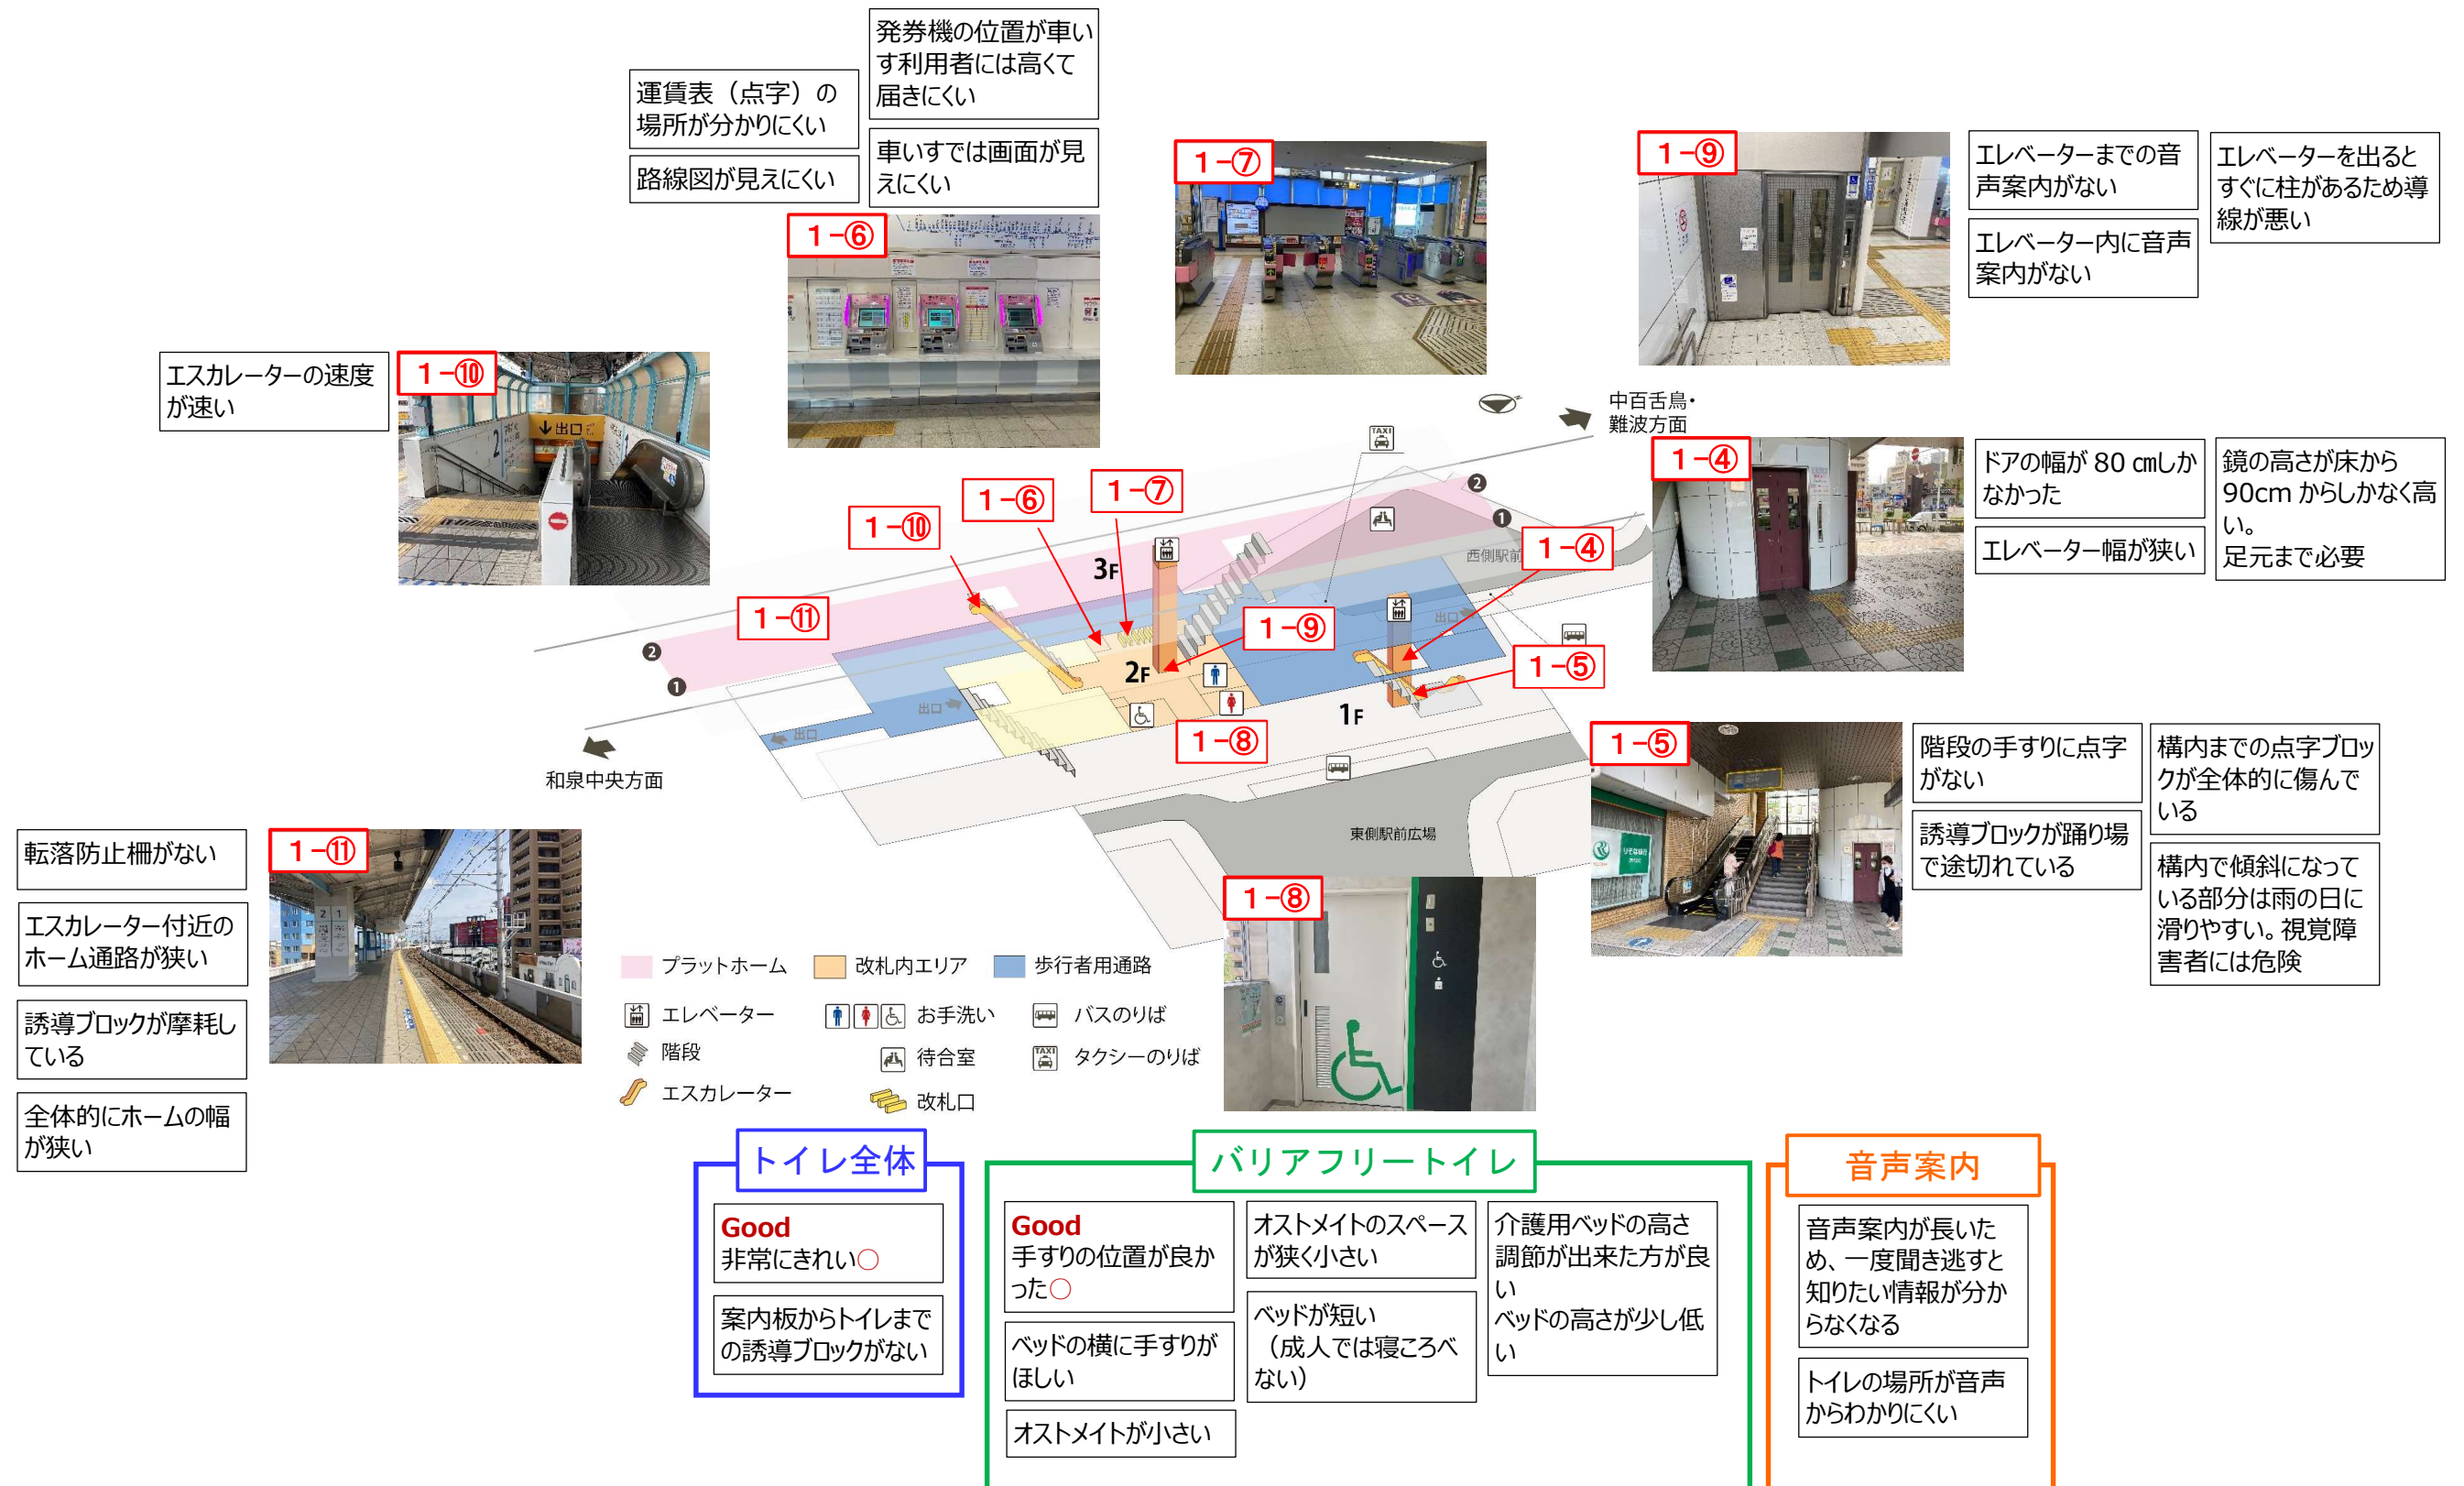 発券機の位置が車い
す利用者には高くて
届きにくい
運賃表（点字）の
場所が分かりにくい
路線図が見えにくい
車いすでは画面が見
えにくい
1-⑥
1-⑦
1-⑨
エレベーターまでの音
声案内がない
エレベーター内に音声
案内がない
エレベーターを出ると
すぐに柱があるため導
線が悪い
エスカレーターの速度
が速い
1-⑩
↓出口
中百舌鳥・
難波方面
1-④
ドアの幅が 80 ㎝しか
なかった
エレベーター幅が狭い
鏡の高さが床から
90cm からしかなく高
い。
足元まで必要
TAXI
1-⑩
1-⑥
1-⑦
❷
❶
西側駅前
1-④
3F
1-⑪
1-⑨
出口
❷
❶
2F
1-⑤
出口
出口
1F
1-⑧
和泉中央方面
東側駅前広場
1-⑤
階段の手すりに点字
がない
誘導ブロックが踊り場
で途切れている
構内までの点字ブロッ
クが全体的に傷んで
いる
構内で傾斜になって
いる部分は雨の日に
滑りやすい。視覚障
害者には危険
転落防止柵がない
エスカレーター付近の
ホーム通路が狭い
誘導ブロックが摩耗し
ている
全体的にホームの幅
が狭い
1-⑪
2 1
1-⑧
プラットホーム
改札内エリア
歩行者用通路
エレベーター
お手洗い
バスのりば
階段
待合室
TAXI
タクシーのりば
エスカレーター
改札口
トイレ全体
Good
非常にきれい○
案内板からトイレまで
の誘導ブロックがない
バリアフリートイレ
Good
手すりの位置が良か
った○
ベッドの横に手すりが
ほしい
オストメイトが小さい
オストメイトのスペース
が狭く小さい
ベッドが短い
（成人では寝ころべ
ない）
介護用ベッドの高さ
調節が出来た方が良
い
ベッドの高さが少し低
い
音声案内
音声案内が長いた
め、一度聞き逃すと
知りたい情報が分か
らなくなる
トイレの場所が音声
からわかりにくい